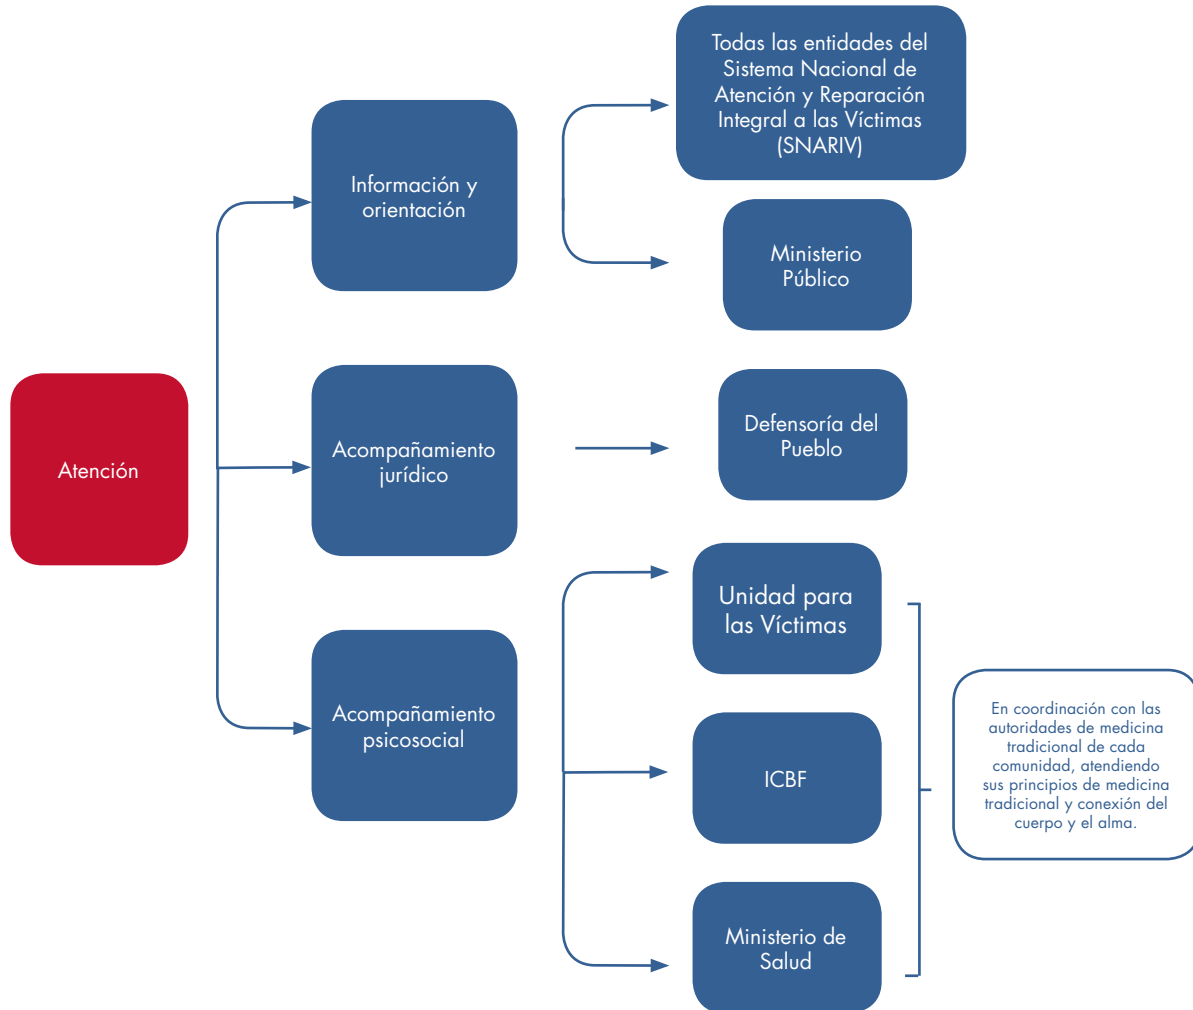 Todas las entidades del
Sistema Nacional de
Atención y Reparación
Integral a las Víctimas
(SNARIV)
Información y
orientación
Ministerio
Público
Atención
Acompañamiento
jurídico
Defensoría del
Pueblo
Unidad para
las Víctimas
Acompañamiento
psicosocial
ICBF
En coordinación con las
autoridades de medicina
tradicional de cada
comunidad, atendiendo
sus principios de medicina
tradicional y conexión del
cuerpo y el alma.
Ministerio de
Salud